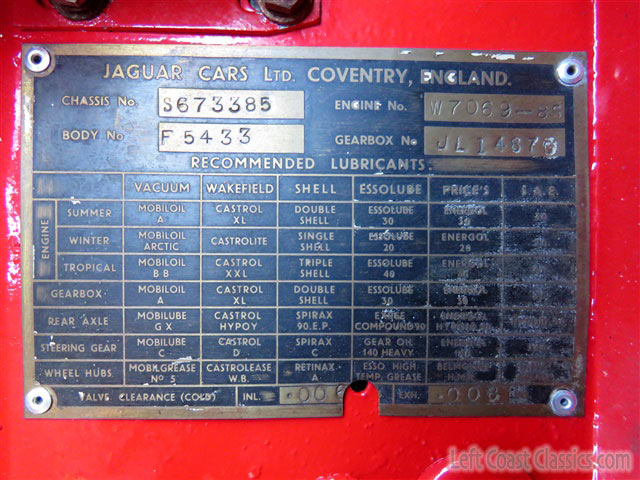 JAGUAR CARS LTD. COVENTRY, ENGLAND.
CHASSIS No. S673385 ENGINE No. W7069-8
BODY No F5433 GEARBOX No JL
RECOMMENDED LUBRICANTS
VACUUM WAKEFIELD SHELL ESSOLUBE PRICE'S S.A.E.
ENGINE
SUMMER MOBILOIL A CASTROL XL DOUBLE SHELL ESSOLUBE 30 ENERGOL 30
WINTER MOBILOIL ARCTIC CASTROLITE SINGLE SHELL ESSOLUBE 20 ENERGOL 20
TROPICAL MOBILOIL B B CASTROL XXL TRIPLE SHELL ESSOLUBE 40 ENERGOL
GEARBOX MOBILOIL A CASTROL XL DOUBLE SHELL ESSOLUBE 30 ENERGOL 30
REAR AXLE MOBILUBE G X CASTROL HYPOY SPIRAX 90.E.P. COMPOUND 90
STEERING GEAR MOBILUBE C CASTROL D SPIRAX C GEAR OIL 140 HEAVY
WHEEL HUBS MOBILGREASE No 5 CASTROLEASE W.B. RETINAX A ESSO HIGH TEMP. GREASE
VALVE CLEARANCE (COLD) INL. .006 EXH. .008
Left Coast Classics.com